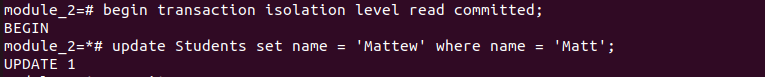 module_2=# begin transaction isolation level read committed;
BEGIN
module_2=*# update Students set name = 'Mattew' where name = 'Matt';
UPDATE 1